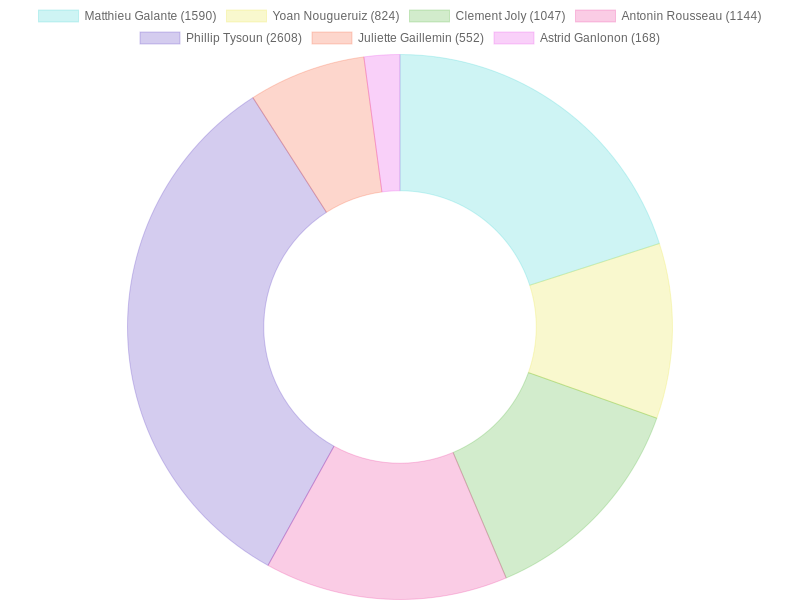 Matthieu Galante (1590) Yoan Nougueruiz (824) Clement Joly (1047) Antonin Rousseau (1144)
Phillip Tysoun (2608) Juliette Gaillemin (552) Astrid Ganlonon (168)